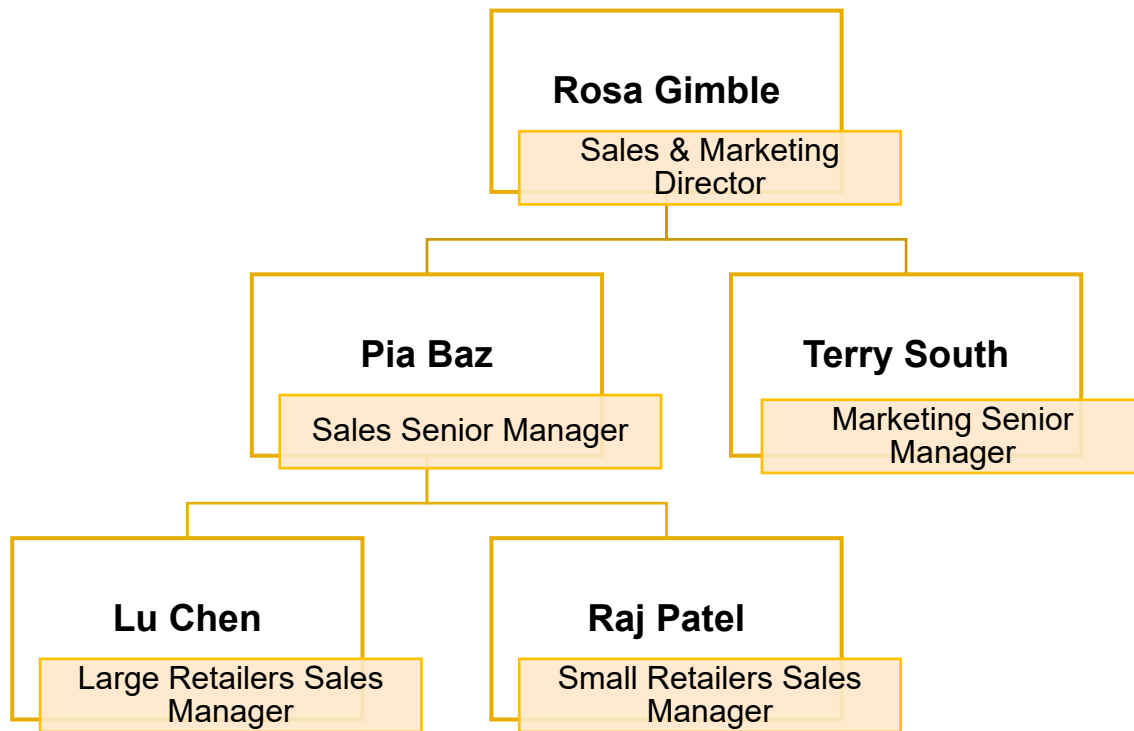 Rosa Gimble
Sales & Marketing
Director
Pia Baz
Sales Senior Manager
Terry South
Marketing Senior
Manager
Lu Chen
Large Retailers Sales
Manager
Raj Patel
Small Retailers Sales
Manager